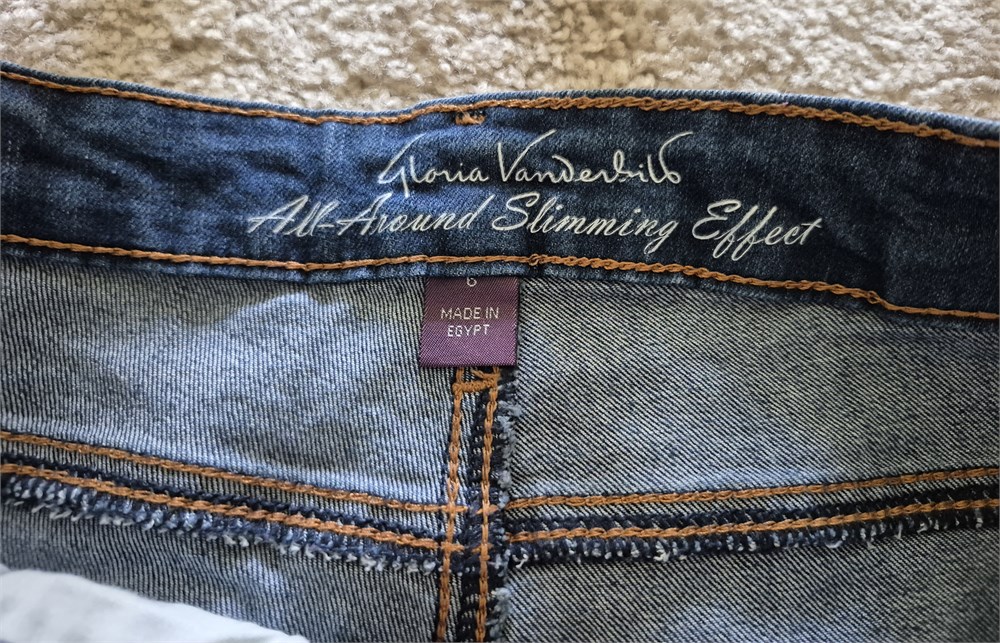 Gloria Vanderbilt
All-Around Slimming Effect
6
MADE IN
EGYPT